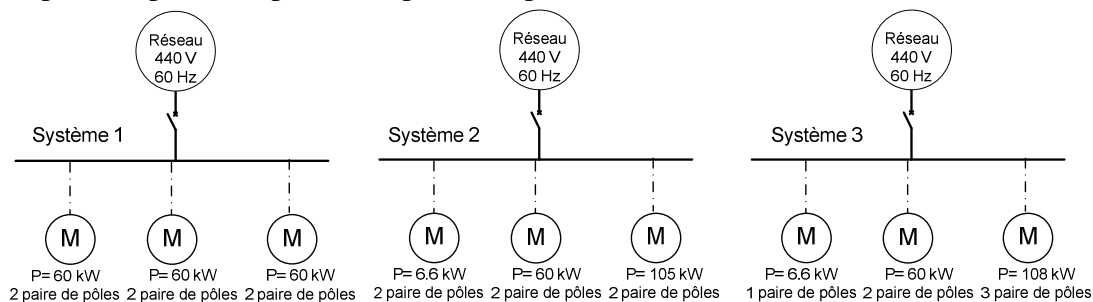 Réseau
440 V
60 Hz
Système 1
M
M
M
P= 60 kW
2 paire de pôles
P= 60 kW
2 paire de pôles
P= 60 kW
2 paire de pôles
Réseau
440 V
60 Hz
Système 2
M
M
M
P= 6.6 kW
2 paire de pôles
P= 60 kW
2 paire de pôles
P= 105 kW
2 paire de pôles
Réseau
440 V
60 Hz
Système 3
M
M
M
P= 6.6 kW
1 paire de pôles
P= 60 kW
2 paire de pôles
P= 108 kW
3 paire de pôles